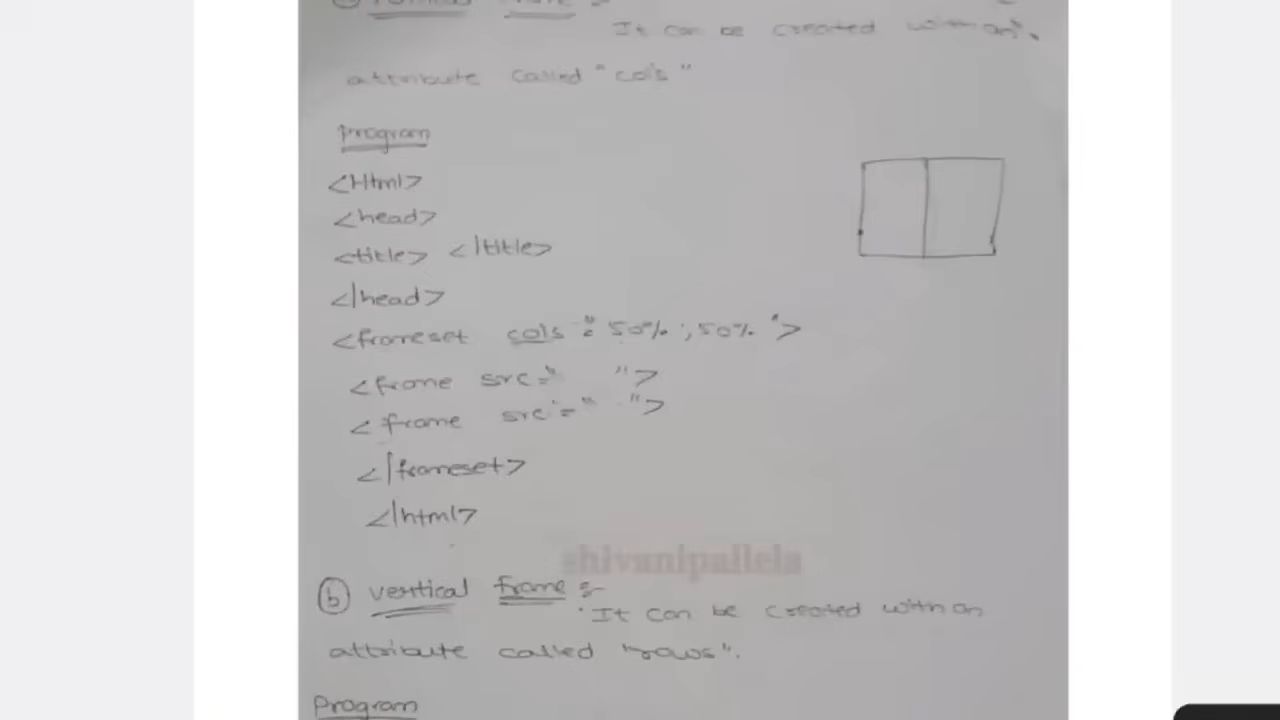 It can be created with an
attribute called "cols"
Program
<Html>
<head>
<title> </title>
</head>
<frameset cols = "50% , 50% ">
<frame src = " ">
<frame src = " ">
</frameset>
</html>
shivanipallela
(b) vertical frame :-
It can be created with an
attribute called "rows".
Program